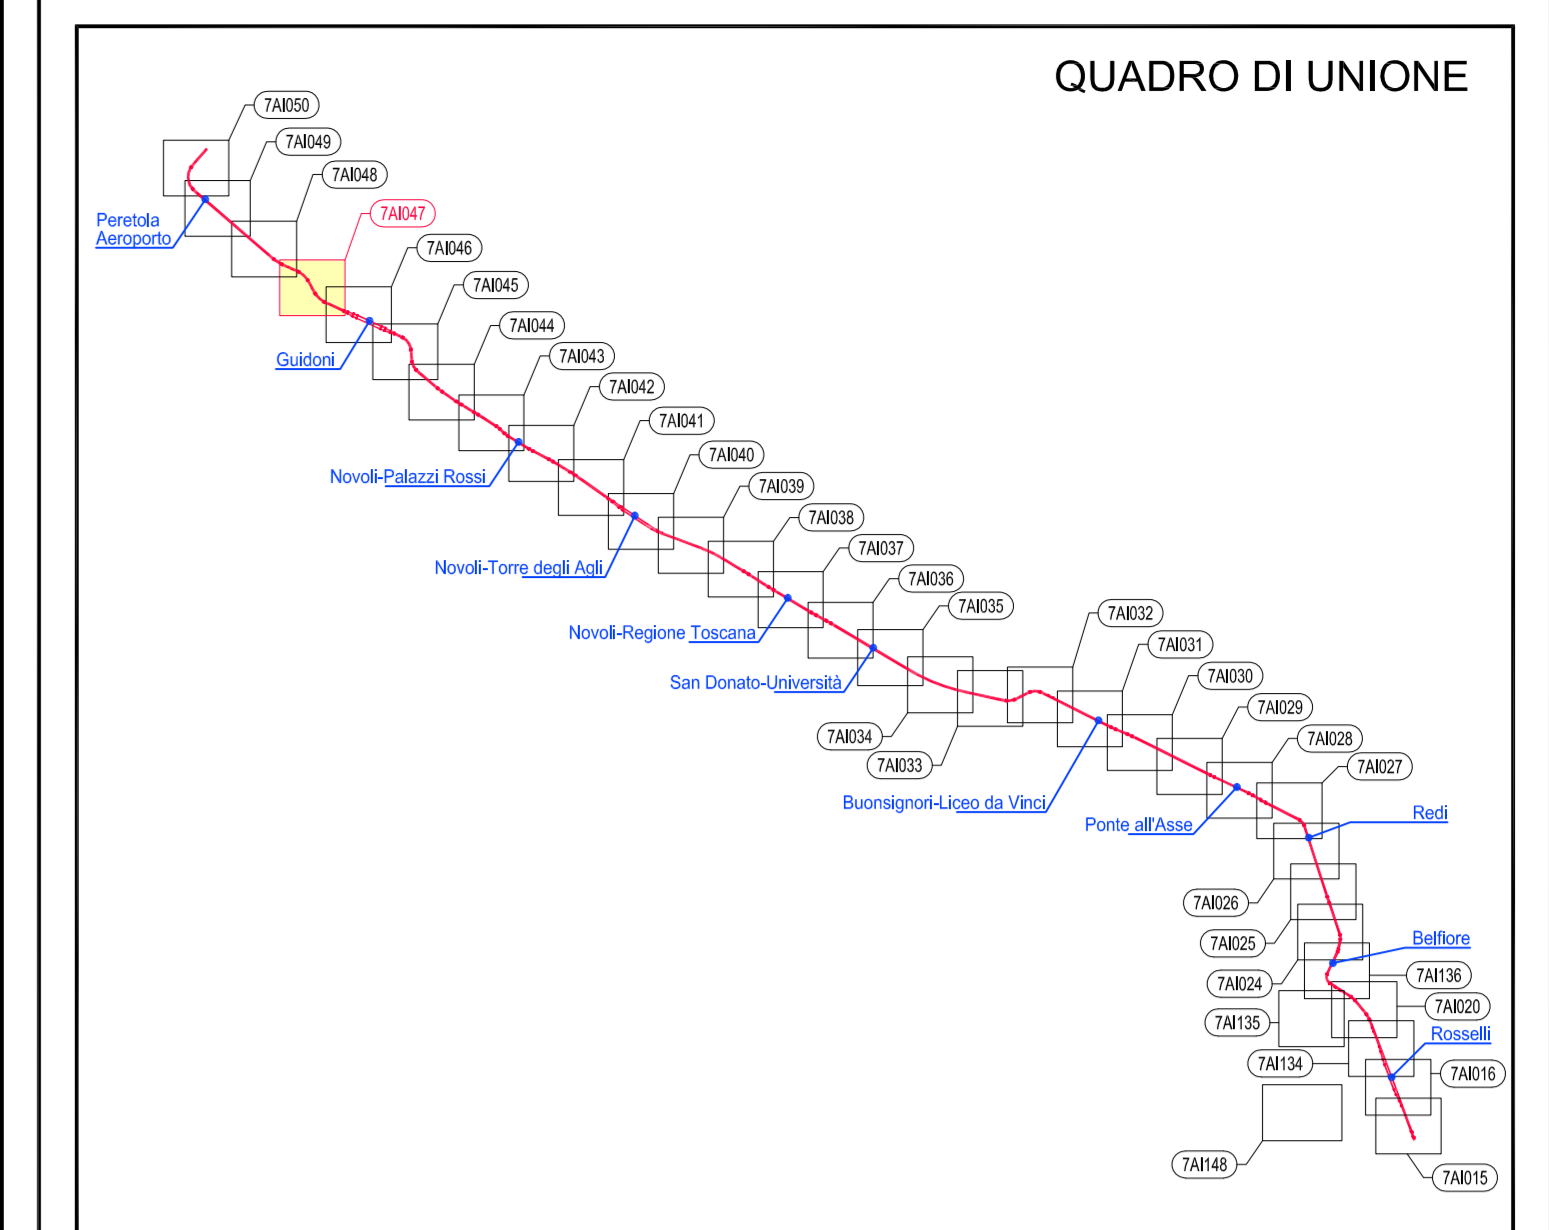 QUADRO DI UNIONE
7AI050
7AI049
7AI048
7AI047
Peretola
Aeroporto
7AI046
7AI045
7AI044
Guidoni
7AI043
7AI042
7AI041
7AI040
Novoli-Palazzi Rossi
7AI039
7AI038
7AI037
Novoli-Torre degli Agli
7AI036
7AI035
7AI032
Novoli-Regione Toscana
7AI031
7AI030
San Donato-Università
7AI029
7AI034
7AI028
7AI033
7AI027
Buonsignori-Liceo da Vinci
Redi
Ponte all'Asse
7AI026
Belfiore
7AI025
7AI136
7AI024
7AI020
7AI135
Rosselli
7AI134
7AI016
7AI148
7AI015